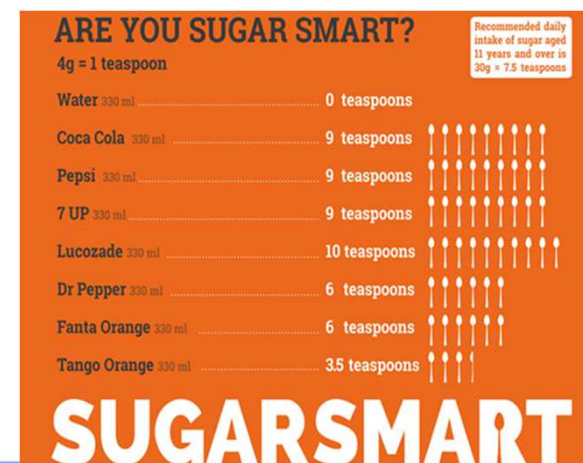 ARE YOU SUGAR SMART?
Recommended daily
intake of sugar aged
11 years and over is
30g = 7.5 teaspoons
4g = 1 teaspoon
Water 330 ml ........ 0 teaspoons
Coca Cola 330 ml ........ 9 teaspoons
Pepsi 330 ml ........ 9 teaspoons
7 UP 330 ml ........ 9 teaspoons
Lucozade 330 ml ........ 10 teaspoons
Dr Pepper 330 ml ........ 6 teaspoons
Fanta Orange 330 ml ........ 6 teaspoons
Tango Orange 330 ml ........ 3.5 teaspoons
SUGARSMART